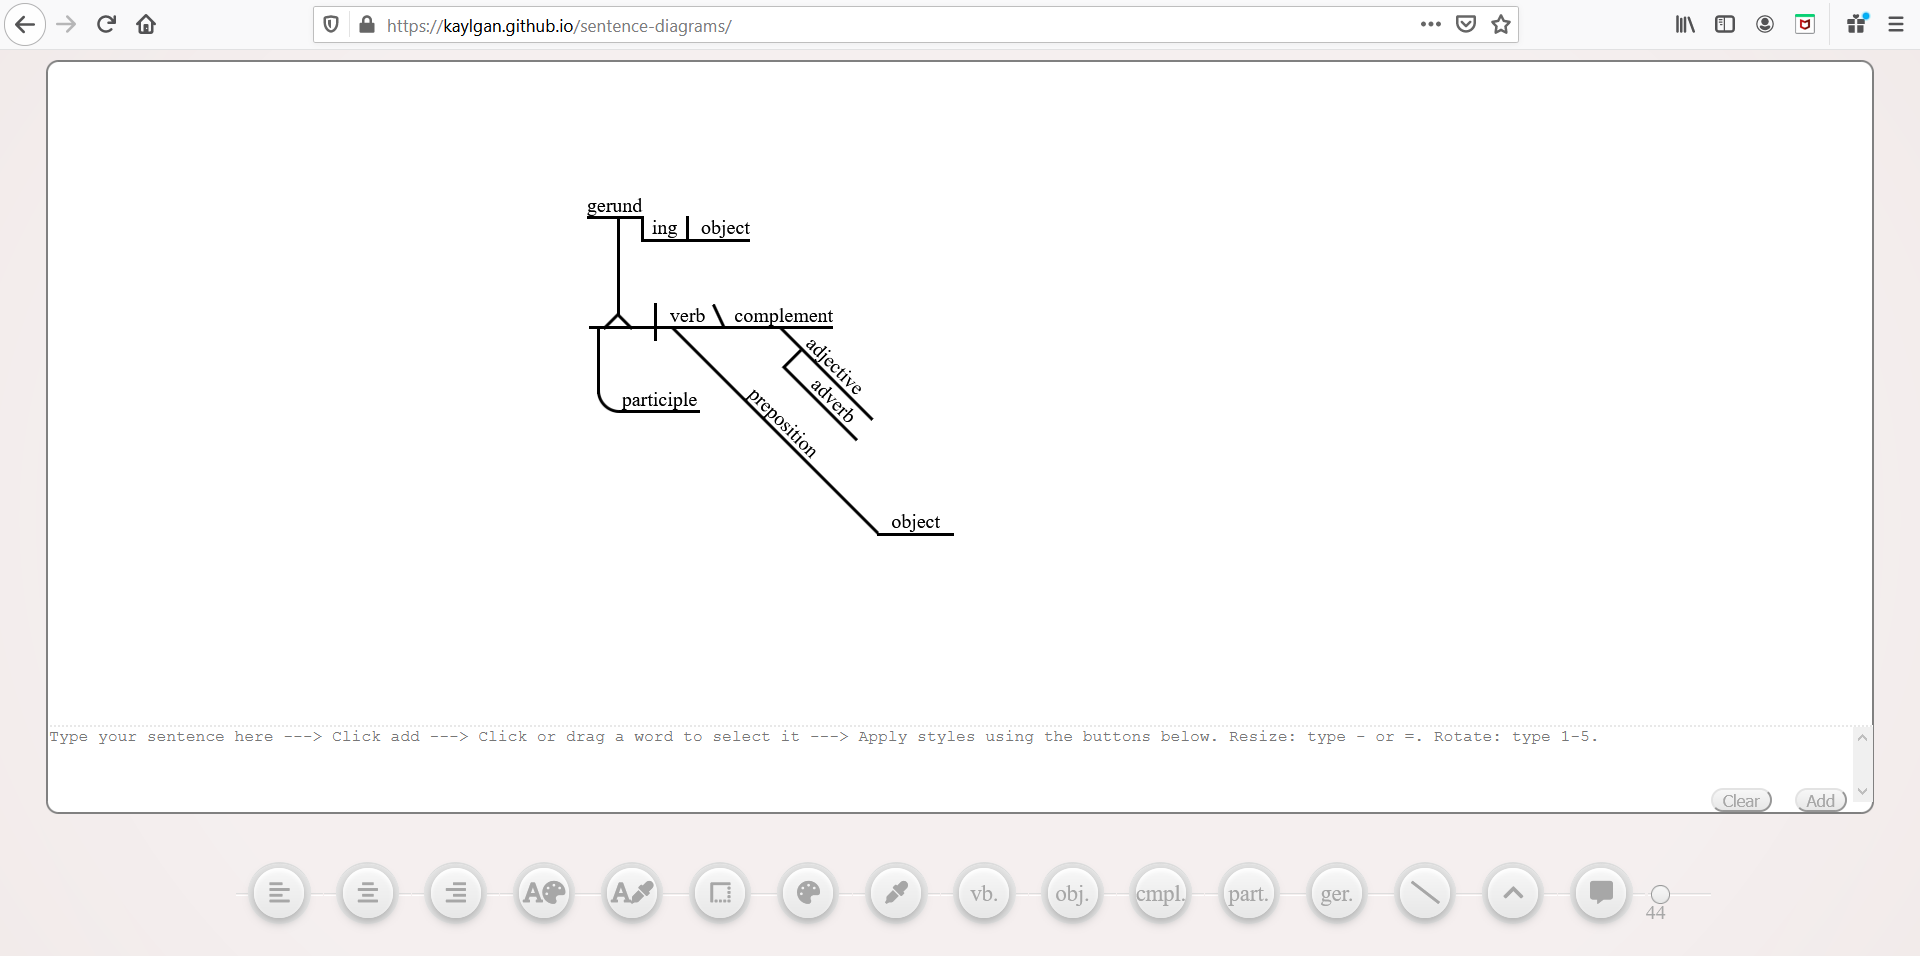 https://kaylgan.github.io/sentence-diagrams/
gerund
ing object
verb complement
adjective
adverb
participle
preposition
object
Type your sentence here ---> Click add ---> Click or drag a word to select it ---> Apply styles using the buttons below. Resize: type - or =. Rotate: type 1-5.
Clear Add
A A vb. obj. cmpl. part. ger.
44